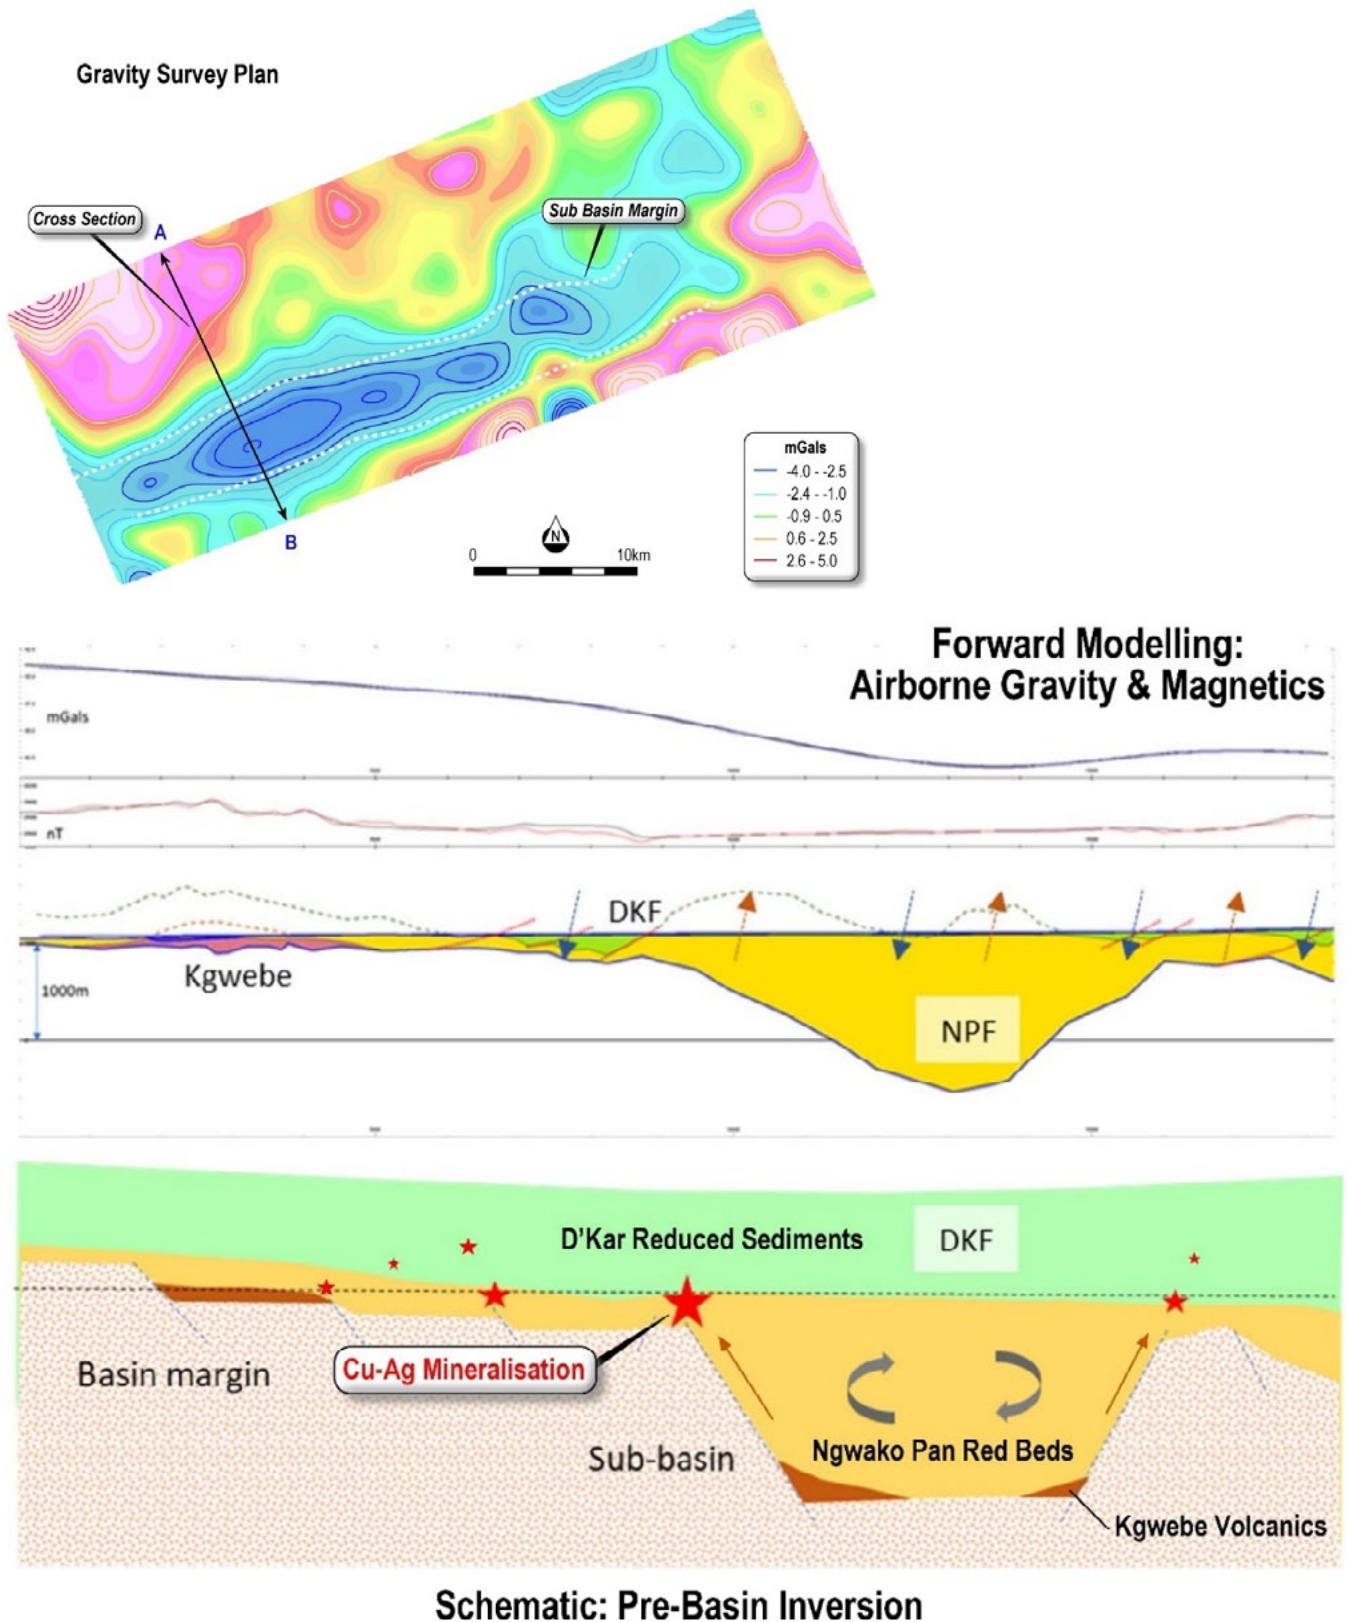 Gravity Survey Plan
Cross Section
A
Sub Basin Margin
B
N
0 10km
mGals
-4.0 - -2.5
-2.4 - -1.0
-0.9 - 0.5
0.6 - 2.5
2.6 - 5.0
Forward Modelling:
Airborne Gravity & Magnetics
mGals
nT
DKF
Kgwebe
1000m
NPF
D'Kar Reduced Sediments
DKF
Basin margin
Cu-Ag Mineralisation
Sub-basin
Ngwako Pan Red Beds
Kgwebe Volcanics
Schematic: Pre-Basin Inversion